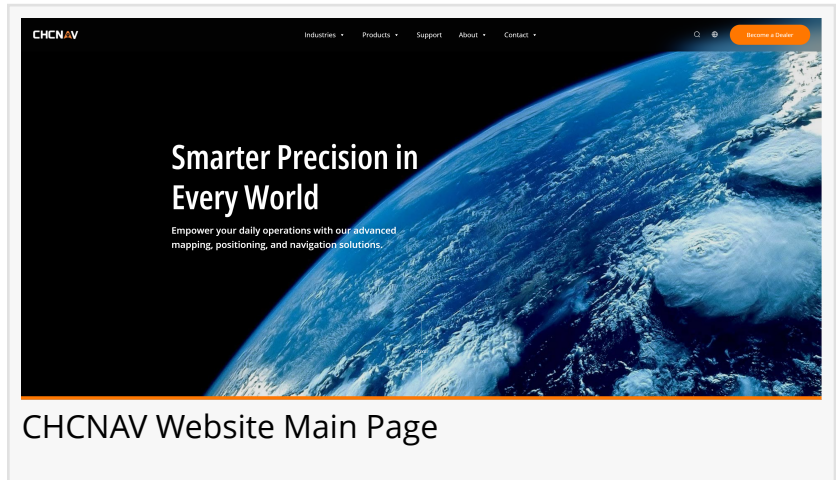 CHCNAV
Industries
Products
Support
About
Contact
Become a Dealer
Smarter Precision in
Every World
Empower your daily operations with our advanced
mapping, positioning, and navigation solutions.
CHCNAV Website Main Page